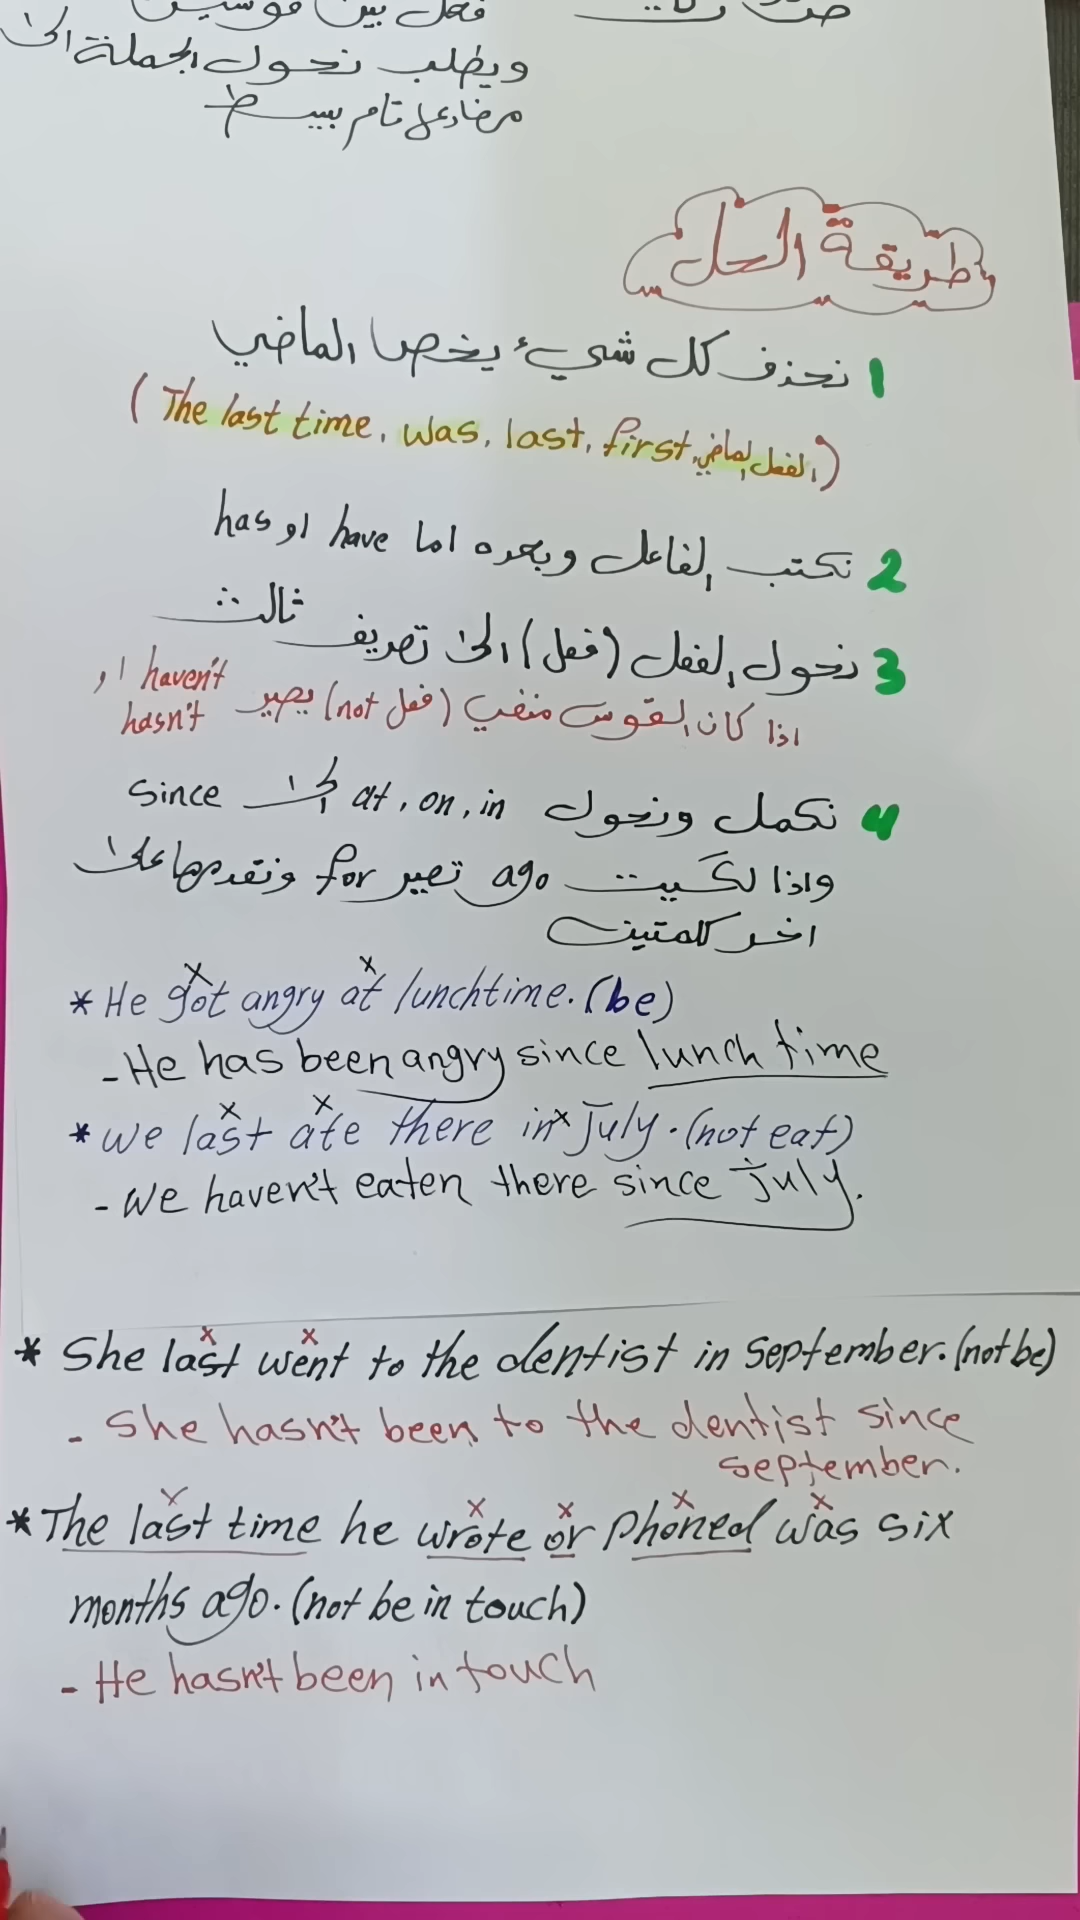 فعل بين قوسين
ويطلب نحول الجملة الى
مضارع تام بسيط
طريقة الحل
1 نحذف كل شيء يخص الماضي
(The last time, was, last, first, الفعل الماضي)
2 نكتب الفاعل وبعده اما have او has
3 نحول الفعل (فعل) الى تصريف ثالث
اذا كان القوس منفي (not فعل) يصير haven't او
hasn't
4 نكمل ونحول at, on, in الى since
واذا لكيت ago تصير for ونقدمها على
اخر كلمتين
* He got angry at lunchtime. (be)
- He has been angry since lunch time
* We last ate there in July. (not eat)
- We haven't eaten there since july.
* She last went to the dentist in September. (not be)
- She hasn't been to the dentist since
september.
* The last time he wrote or phoned was six
months ago. (not be in touch)
- He hasn't been in touch